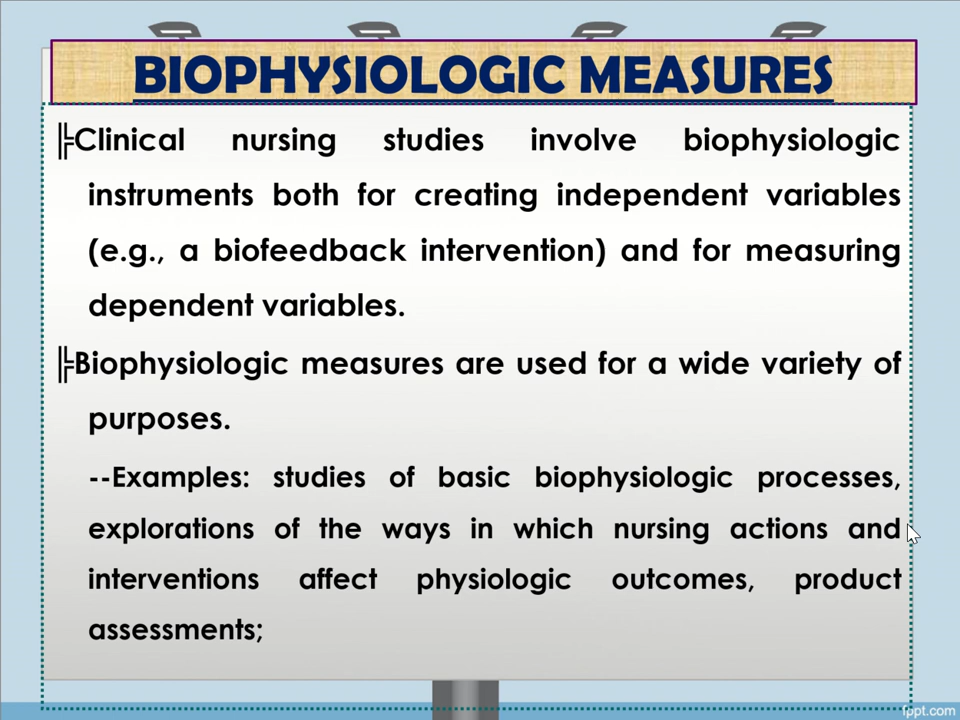 BIOPHYSIOLOGIC MEASURES
╠Clinical nursing studies involve biophysiologic
instruments both for creating independent variables
(e.g., a biofeedback intervention) and for measuring
dependent variables.
╠Biophysiologic measures are used for a wide variety of
purposes.
--Examples: studies of basic biophysiologic processes,
explorations of the ways in which nursing actions and
interventions affect physiologic outcomes, product
assessments;
fppt.com